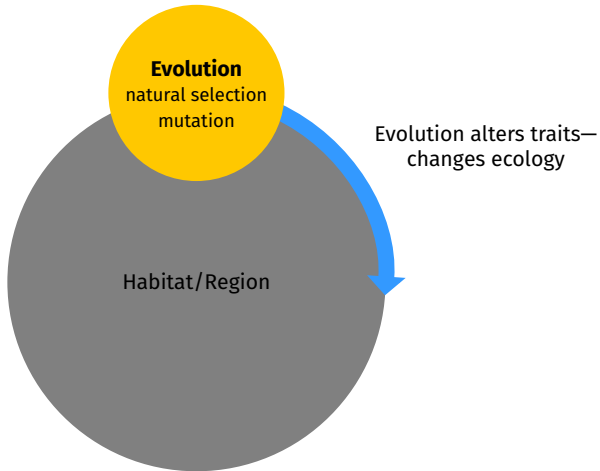 Evolution
natural selection
mutation
Evolution alters traits—
changes ecology
Habitat/Region